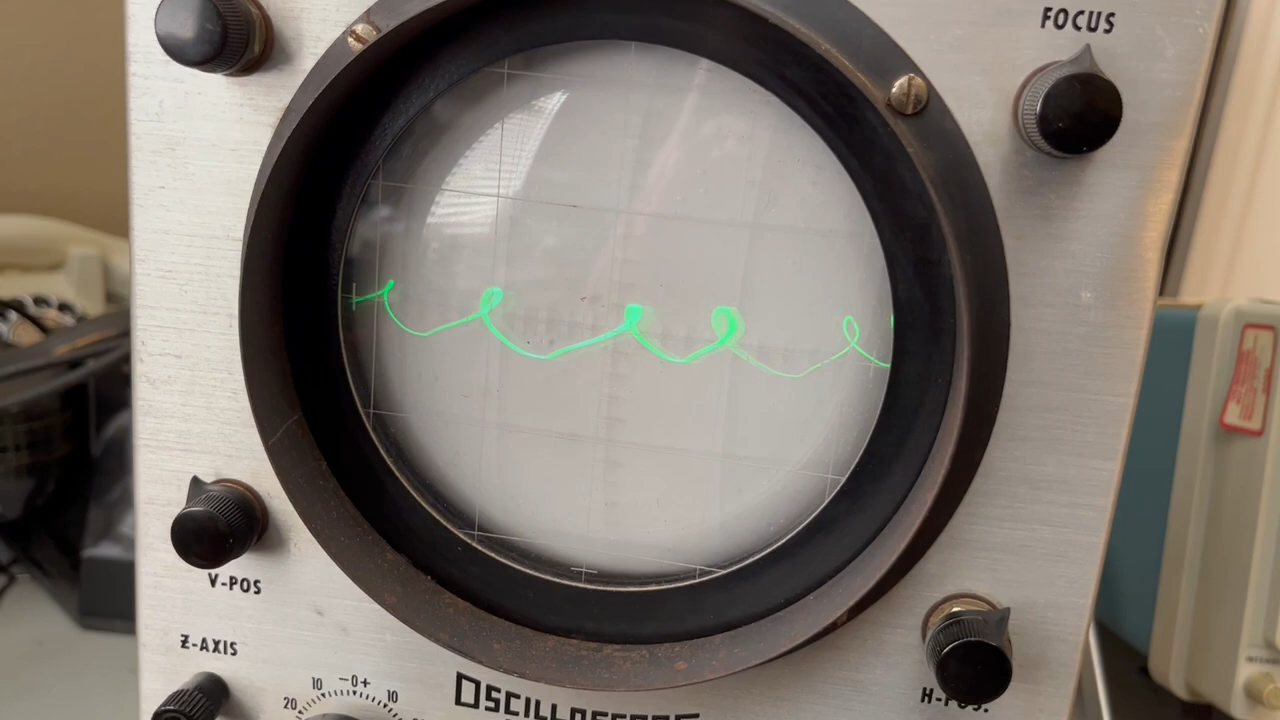 FOCUS
V-POS
Z-AXIS
H-POS.
10 -0+ 10
20
OSCILLOSCOPE